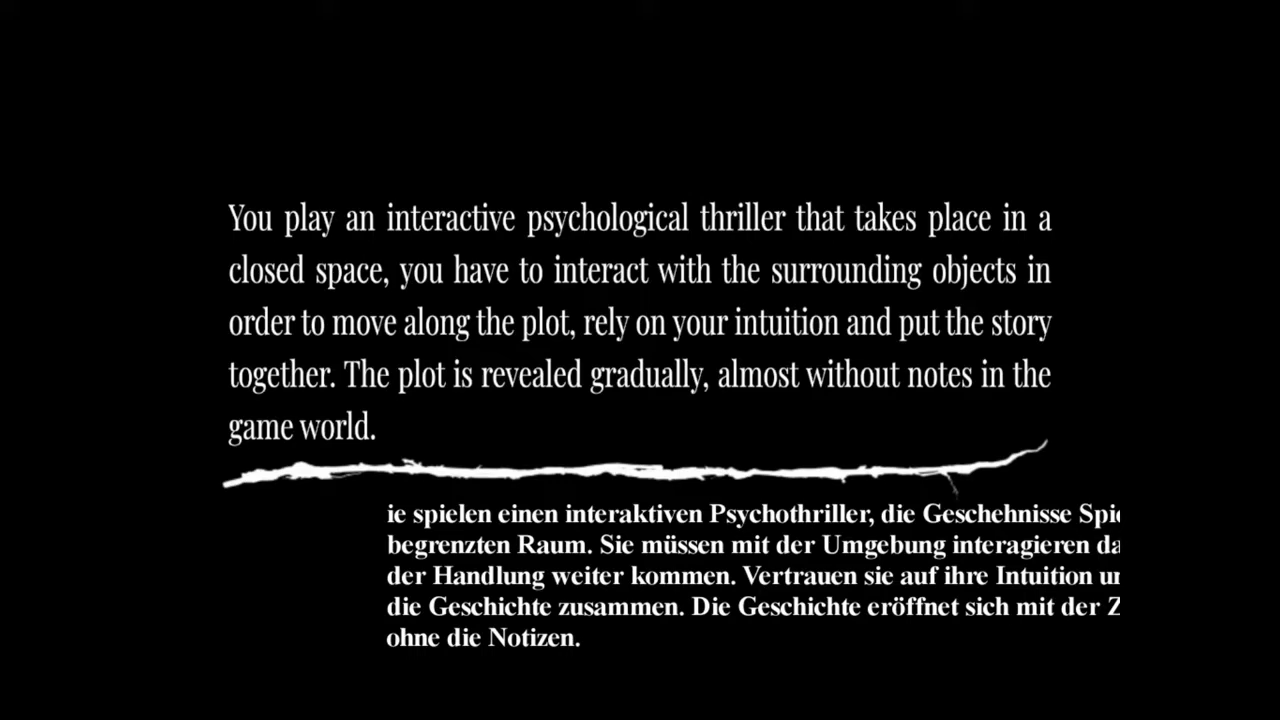 You play an interactive psychological thriller that takes place in a
closed space, you have to interact with the surrounding objects in
order to move along the plot, rely on your intuition and put the story
together. The plot is revealed gradually, almost without notes in the
game world.
ie spielen einen interaktiven Psychothriller, die Geschehnisse Spi
begrenzten Raum. Sie müssen mit der Umgebung interagieren da
der Handlung weiter kommen. Vertrauen sie auf ihre Intuition u
die Geschichte zusammen. Die Geschichte eröffnet sich mit der Z
ohne die Notizen.